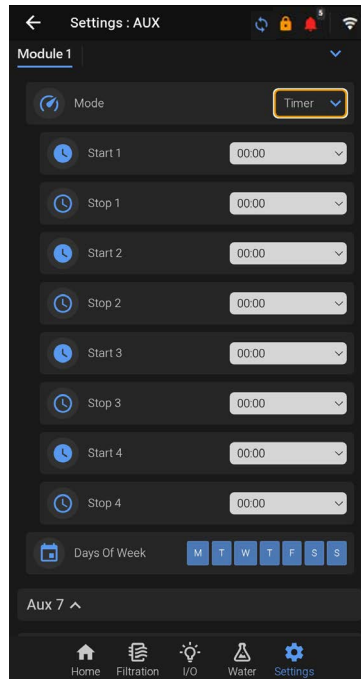 Settings : AUX
5
Module 1
Mode Timer
Start 1 00:00
Stop 1 00:00
Start 2 00:00
Stop 2 00:00
Start 3 00:00
Stop 3 00:00
Start 4 00:00
Stop 4 00:00
Days Of Week M T W T F S S
Aux 7
Home Filtration I/O Water Settings